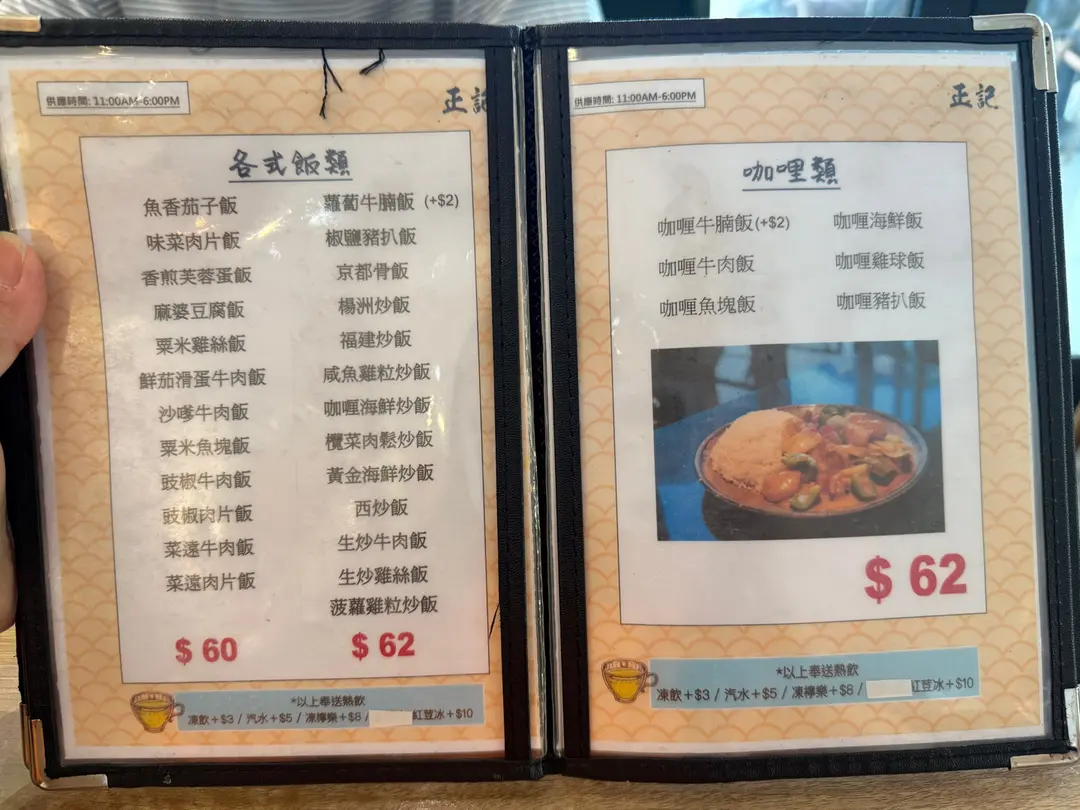 供應時間: 11:00AM-6:00PM
正記
各式飯類
魚香茄子飯
味菜肉片飯
香煎芙蓉蛋飯
麻婆豆腐飯
粟米雞絲飯
鮮茄滑蛋牛肉飯
沙嗲牛肉飯
粟米魚塊飯
豉椒牛肉飯
豉椒肉片飯
菜遠牛肉飯
菜遠肉片飯
$ 60
蘿蔔牛腩飯 (+$2)
椒鹽豬扒飯
京都骨飯
楊洲炒飯
福建炒飯
咸魚雞粒炒飯
咖喱海鮮炒飯
欖菜肉鬆炒飯
黃金海鮮炒飯
西炒飯
生炒牛肉飯
生炒雞絲飯
菠蘿雞粒炒飯
$ 62
*以上奉送熱飲
凍飲+$3 / 汽水+$5 / 凍檸樂+$8 / 紅荳冰+$10
供應時間: 11:00AM-6:00PM
正記
咖哩類
咖喱牛腩飯(+$2)
咖喱牛肉飯
咖喱魚塊飯
咖喱海鮮飯
咖喱雞球飯
咖喱豬扒飯
$ 62
*以上奉送熱飲
凍飲+$3 / 汽水+$5 / 凍檸樂+$8 / 紅荳冰+$10